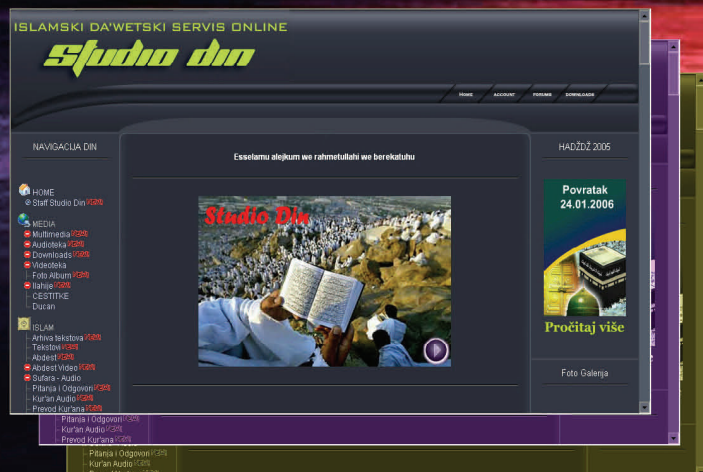 ISLAMSKI DA'WETSKI SERVIS ONLINE
Studio din
HOME
ACCOUNT
FORUMS
DOWNLOADS
NAVIGACIJA DIN
HOME
Staff Studio Din
MEDIA
Multimedia
Audioteka
Downloads
Videoteka
Foto Album
Ilahije
CESTITKE
Ducan
ISLAM
Arhiva tekstova
Tekstovi
Abdest
Abdest Video
Sufara - Audio
Pitanja i Odgovori
Kur'an Audio
Prevod Kur'ana
Esselamu alejkum we rahmetullahi we berekatuhu
Studio Din
HADŽDŽ 2005
Povratak
24.01.2006
Pročitaj više
Foto Galerija
Pitanja i Odgovori
Kur'an Audio
Prevod Kur'ana
Pitanja i Odgovori
Kur'an Audio